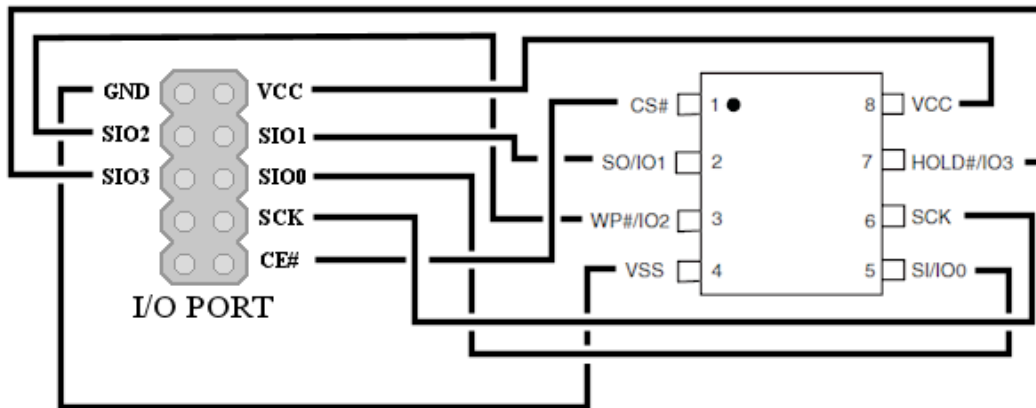 GND VCC
SIO2 SIO1
SIO3 SIO0
SCK
CE#
I/O PORT
CS# 1 8 VCC
SO/IO1 2 7 HOLD#/IO3
WP#/IO2 3 6 SCK
VSS 4 5 SI/IO0